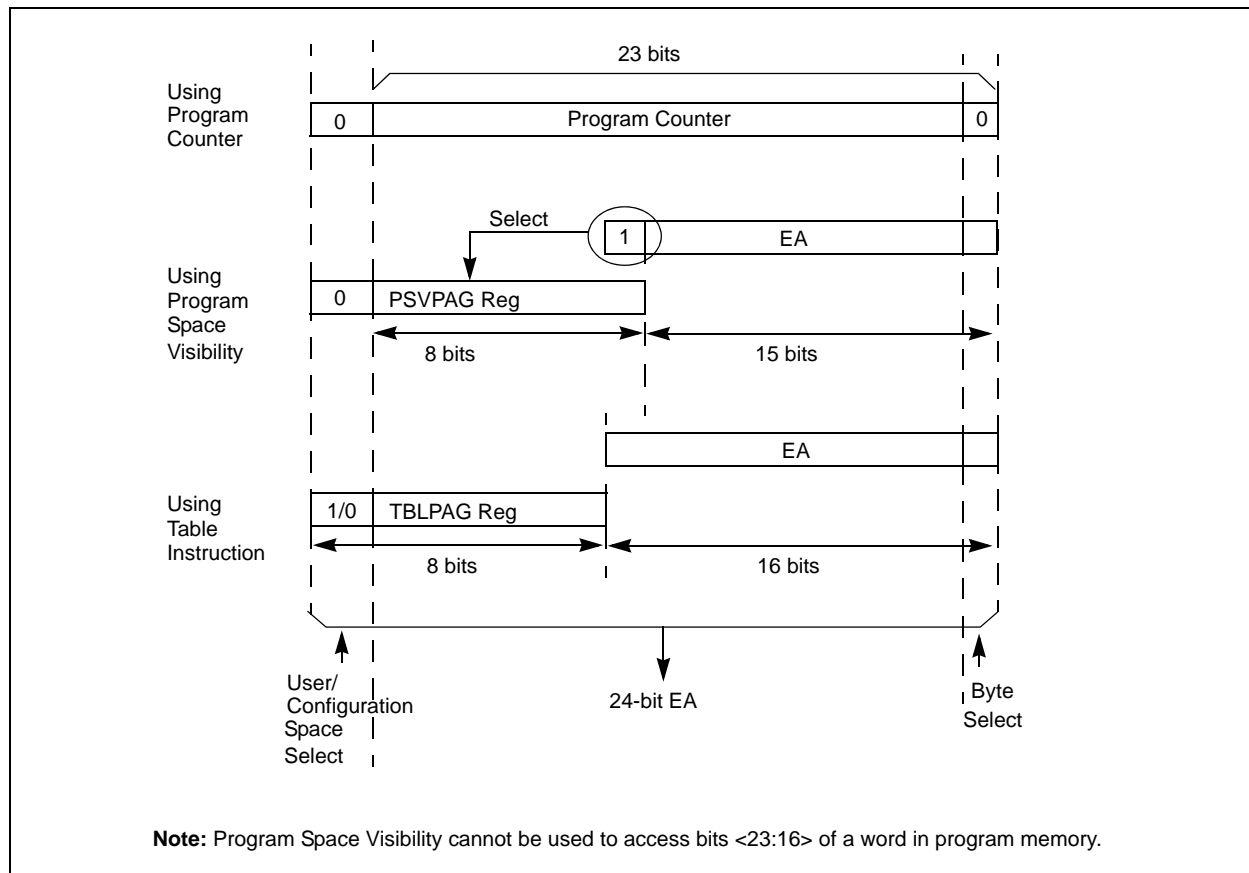 23 bits
Using
Program
Counter
0
Program Counter
0
Select
1
EA
Using
Program
Space
Visibility
0
PSVPAG Reg
8 bits
15 bits
EA
Using
Table
Instruction
1/0
TBLPAG Reg
8 bits
16 bits
User/
Configuration
Space
Select
24-bit EA
Byte
Select
Note: Program Space Visibility cannot be used to access bits <23:16> of a word in program memory.